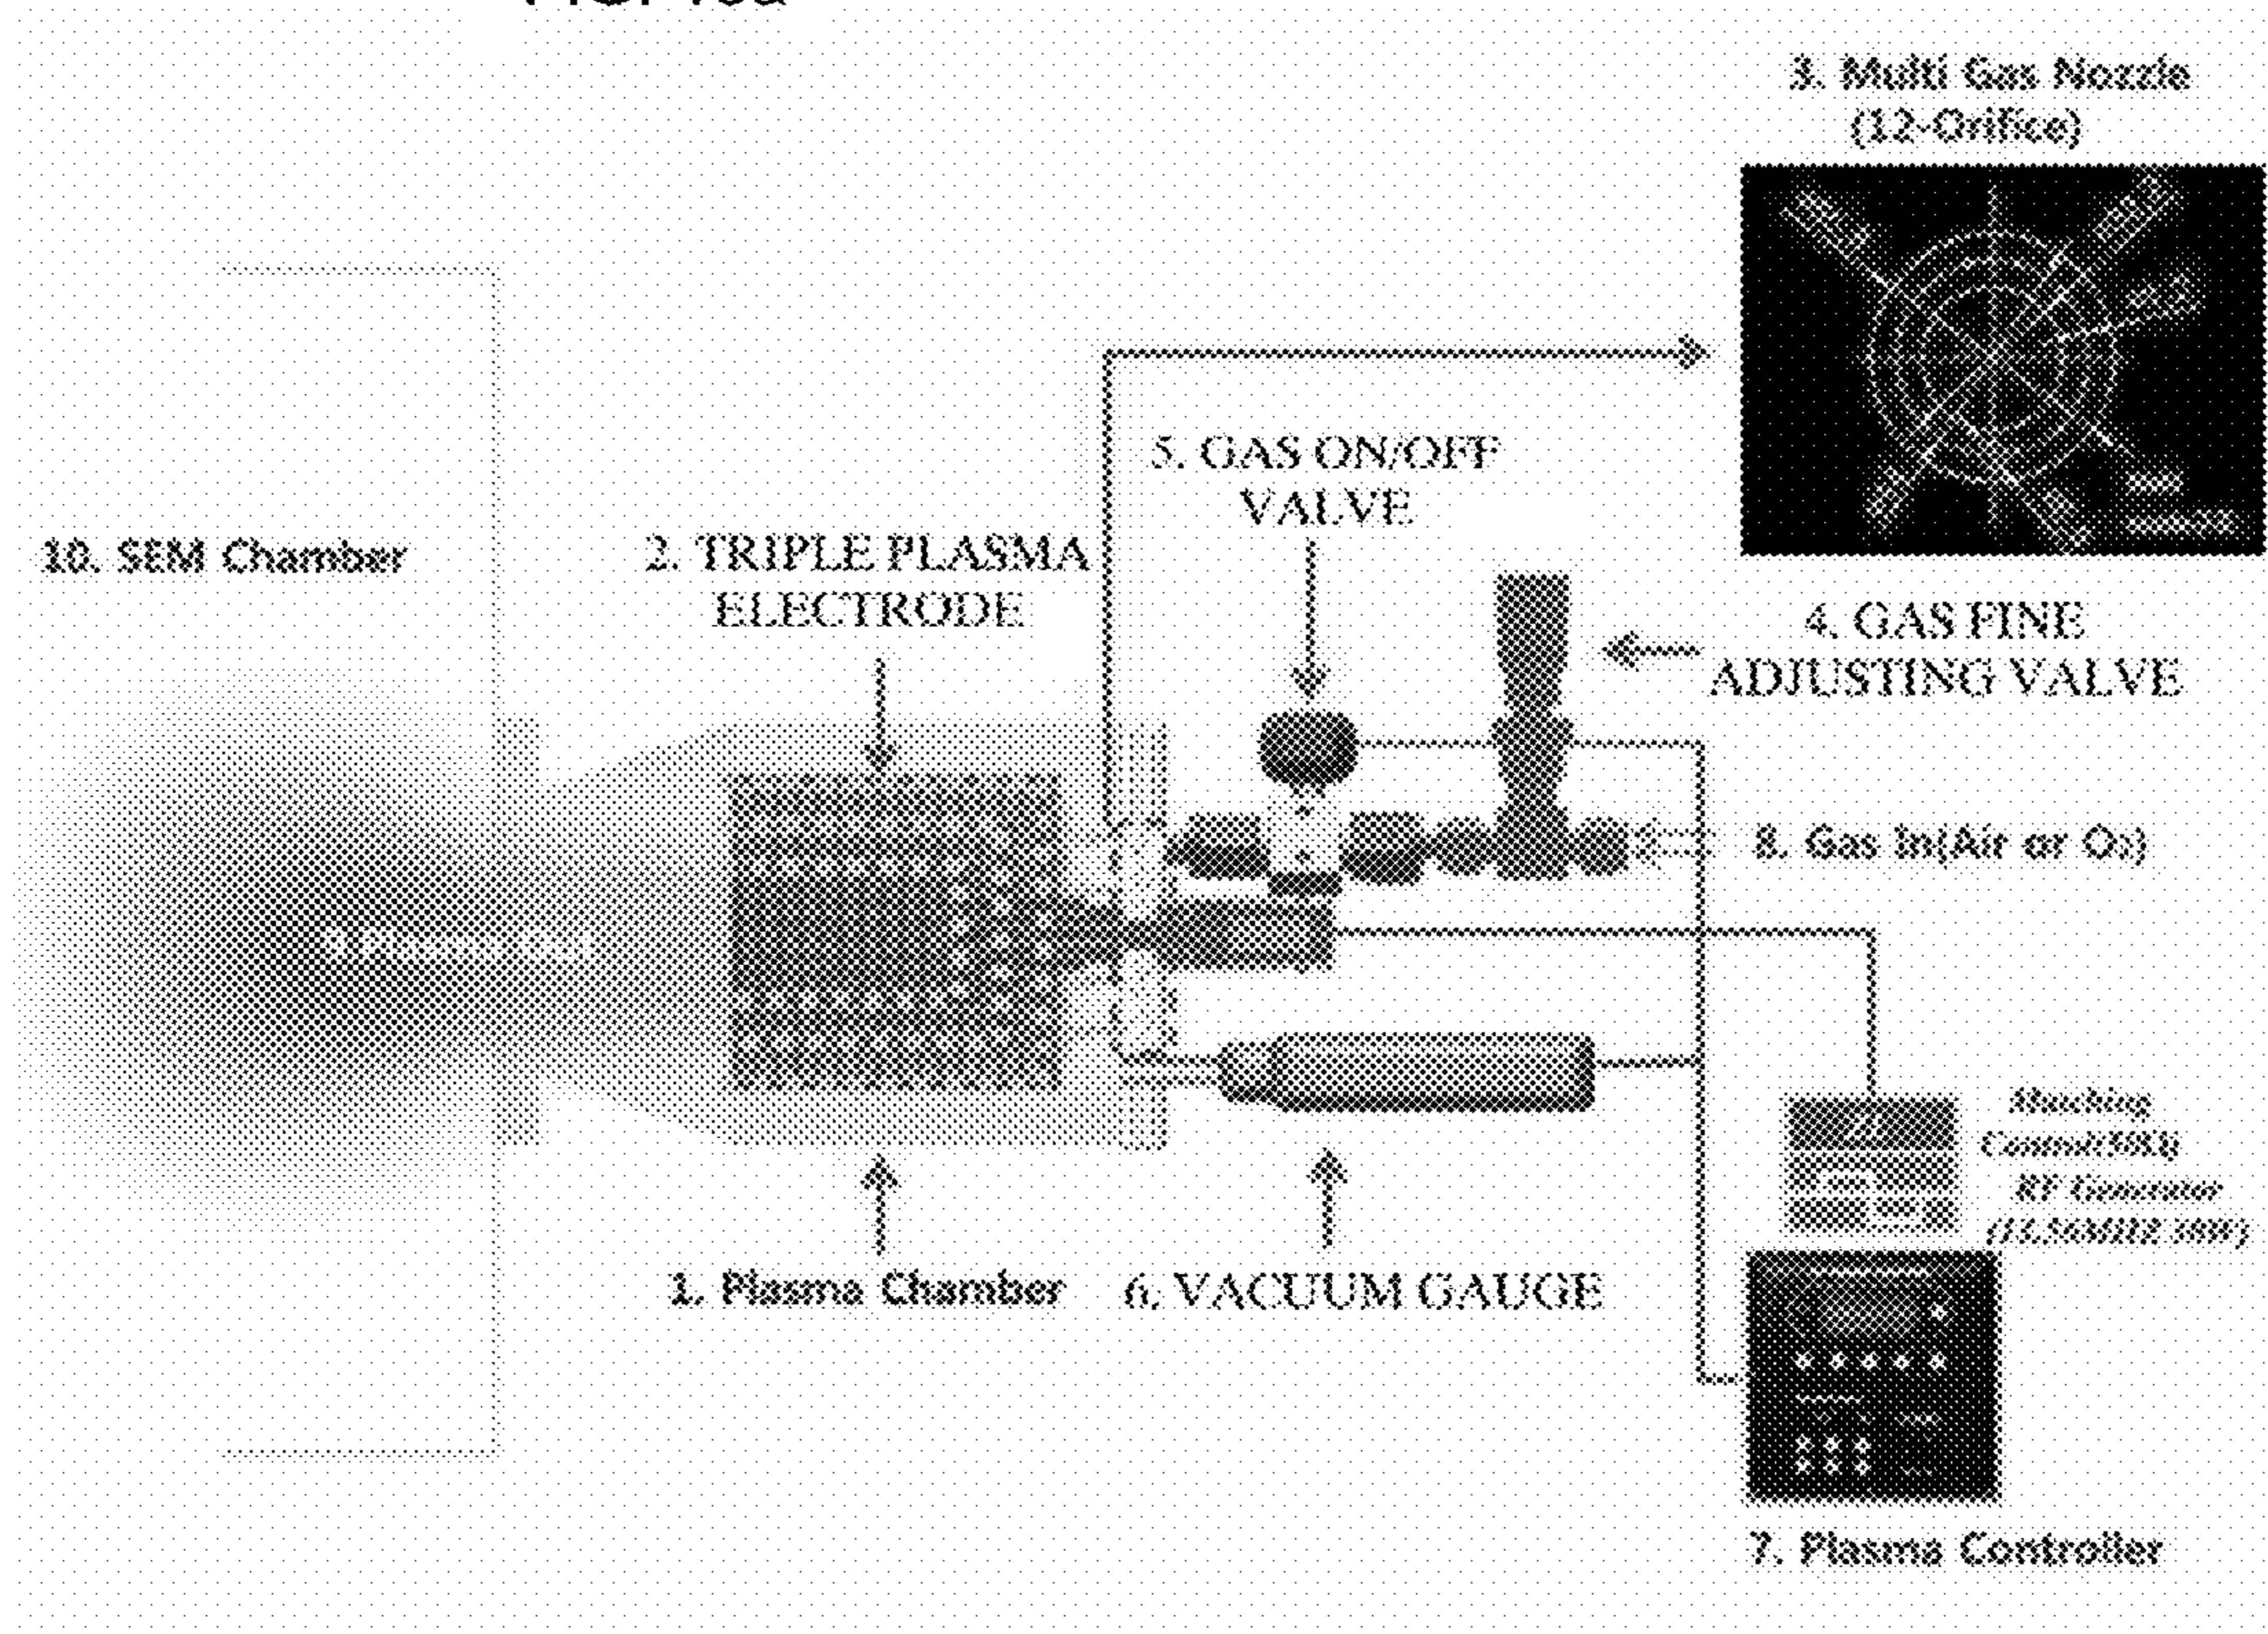 3. Multi Gas Nozzle
(12-Orifice)
5. GAS ON/OFF
VALVE
10. SEM Chamber
2. TRIPLE PLASMA
ELECTRODE
4. GAS FINE
ADJUSTING VALVE
8. Gas In(Air or O₂)
RF Generator
1. Plasma Chamber
6. VACUUM GAUGE
7. Plasma Controller